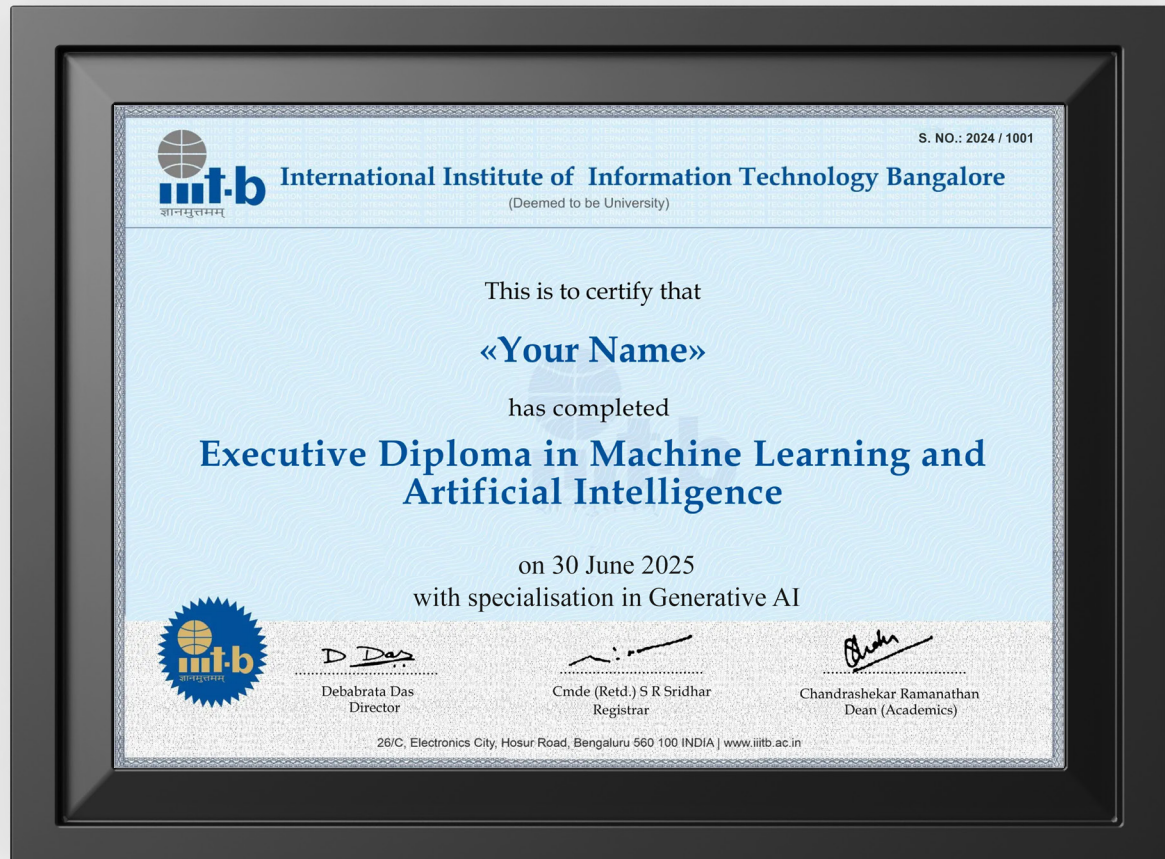 S. NO.: 2024 / 1001
iiit-b
ज्ञानमुत्तमम्
International Institute of Information Technology Bangalore
(Deemed to be University)
This is to certify that
«Your Name»
has completed
Executive Diploma in Machine Learning and
Artificial Intelligence
on 30 June 2025
with specialisation in Generative AI
iiit-b
ज्ञानमुत्तमम्
D Das
Debabrata Das
Director
Cmde (Retd.) S R Sridhar
Registrar
Chandrashekar Ramanathan
Dean (Academics)
26/C, Electronics City, Hosur Road, Bengaluru 560 100 INDIA | www.iiitb.ac.in